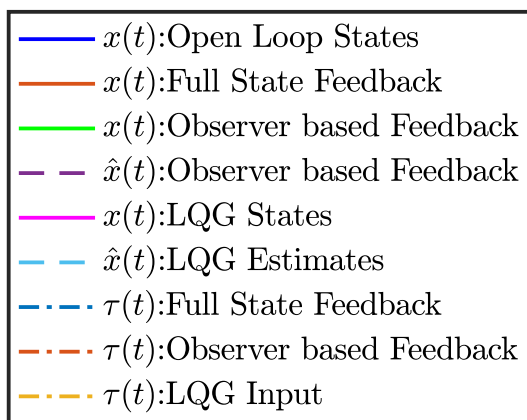 x(t):Open Loop States
x(t):Full State Feedback
x(t):Observer based Feedback
x̂(t):Observer based Feedback
x(t):LQG States
x̂(t):LQG Estimates
τ(t):Full State Feedback
τ(t):Observer based Feedback
τ(t):LQG Input